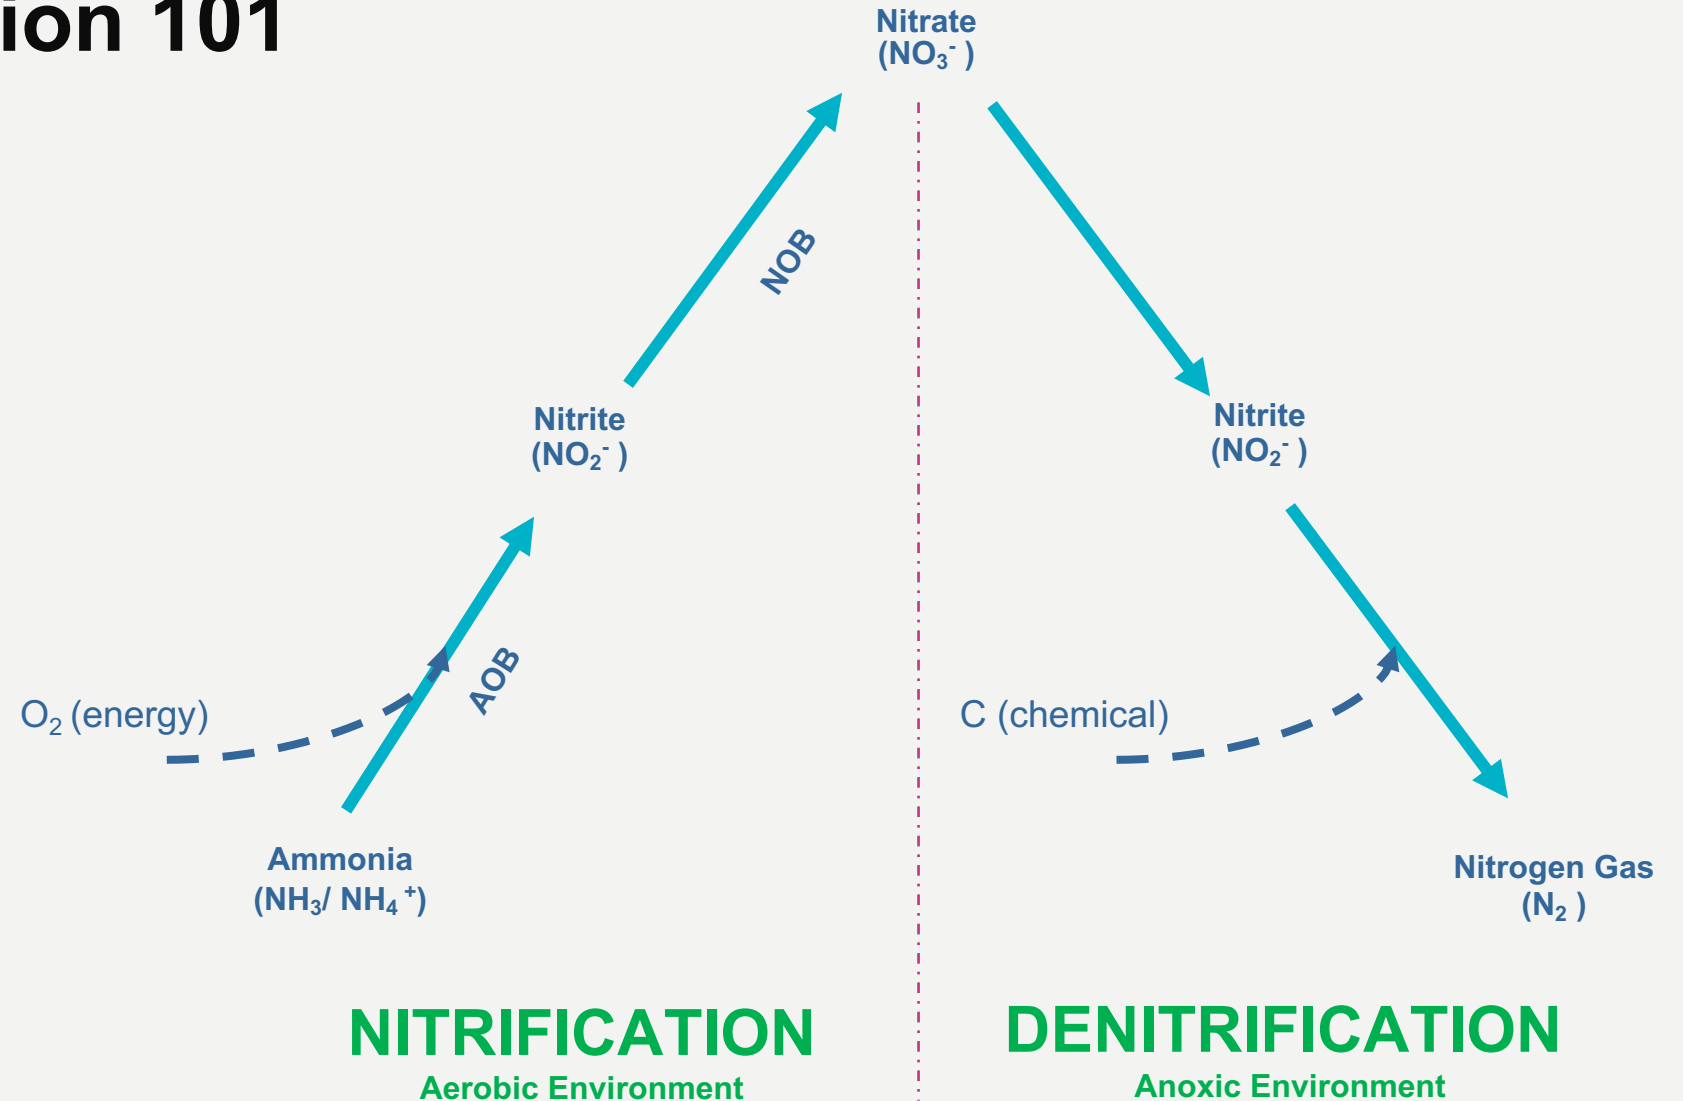 ion 101
Nitrate
(NO₃⁻ )
NOB
Nitrite
(NO₂⁻ )
Nitrite
(NO₂⁻ )
AOB
O₂ (energy)
C (chemical)
Ammonia
(NH₃/ NH₄ ⁺)
Nitrogen Gas
(N₂ )
NITRIFICATION
Aerobic Environment
DENITRIFICATION
Anoxic Environment